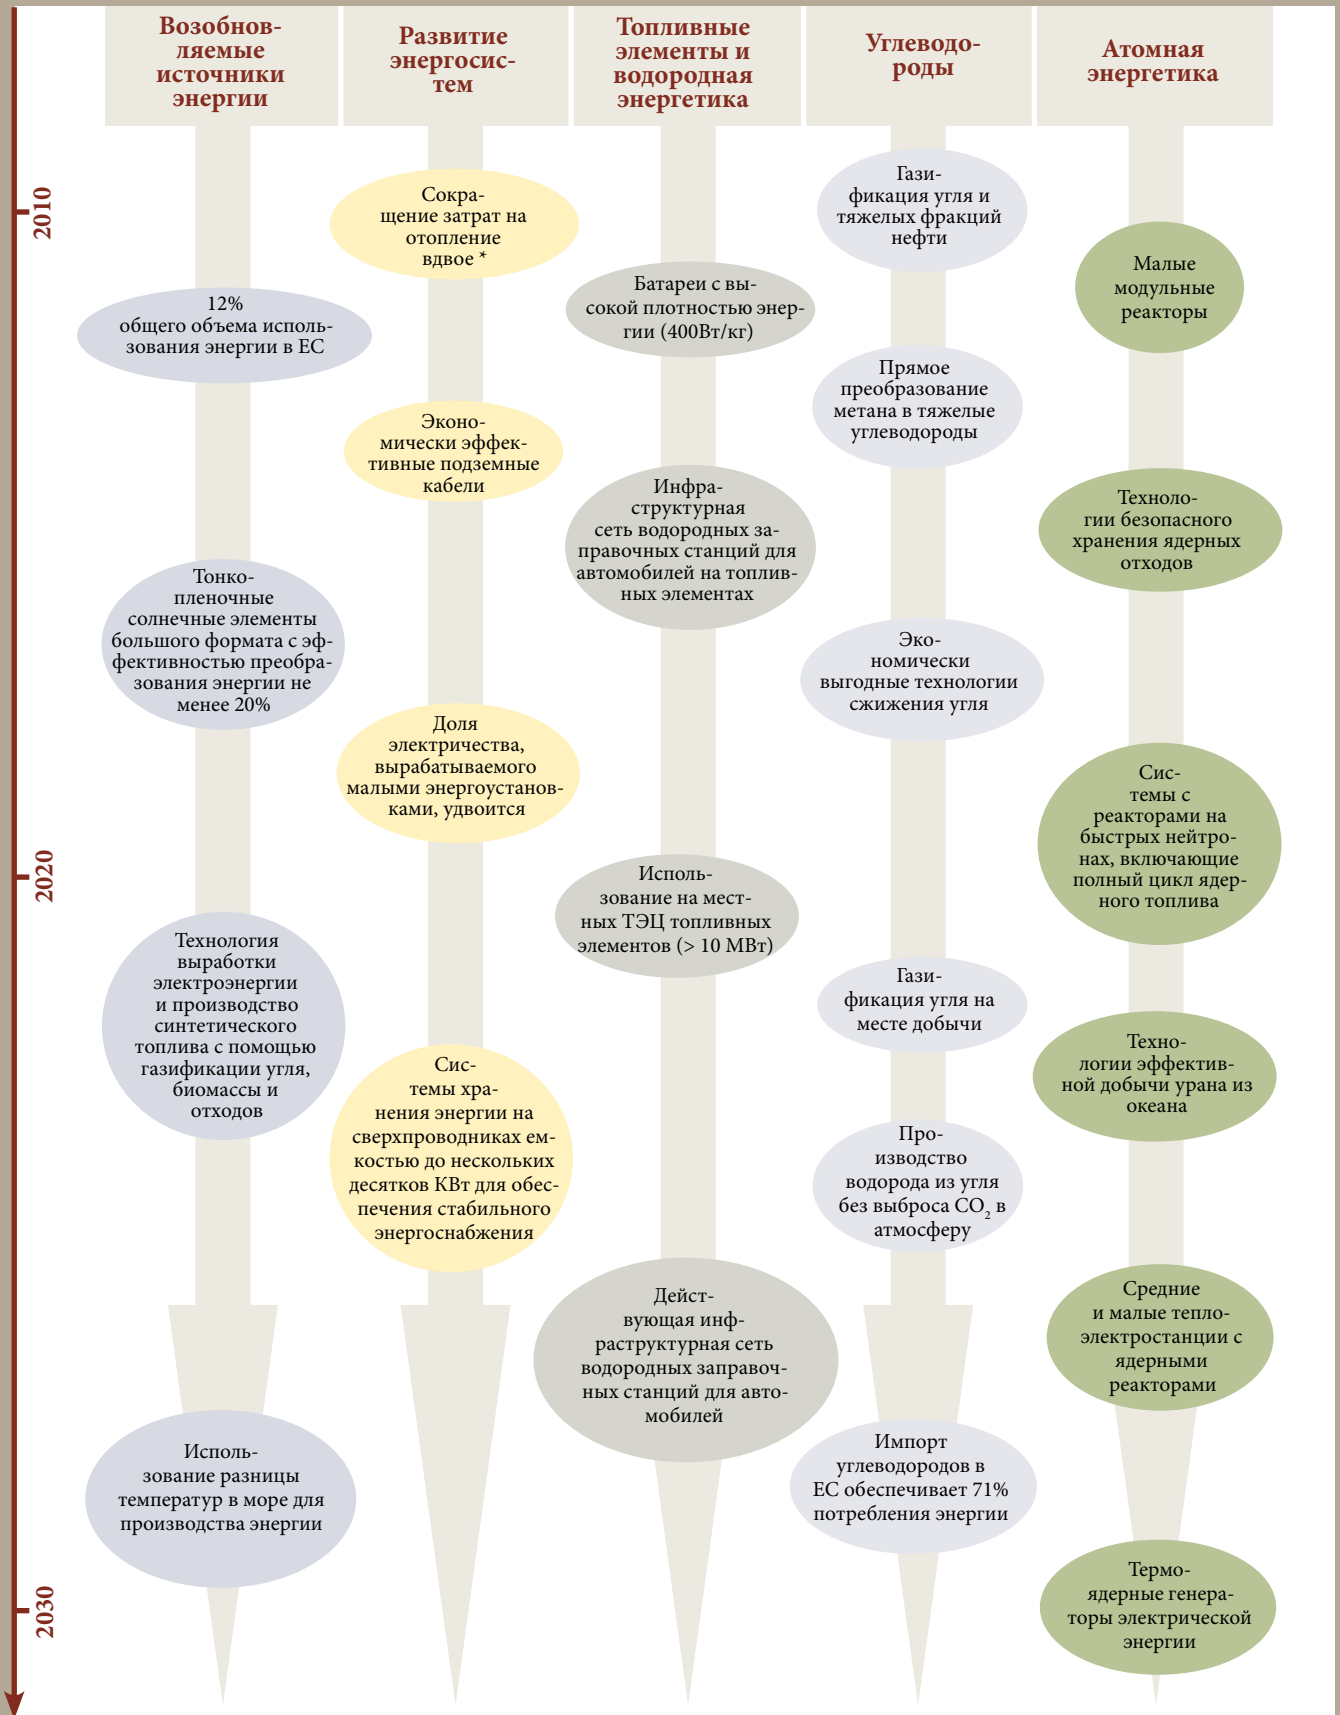 Возобнов-
ляемые
источники
энергии
Развитие
энергосис-
тем
Топливные
элементы и
водородная
энергетика
Углеводо-
роды
Атомная
энергетика
2010
2020
2030
12%
общего объема исполь-
зования энергии в ЕС
Тонко-
пленочные
солнечные элементы
большого формата с эф-
фективностью преобра-
зования энергии не
менее 20%
Технология
выработки
электроэнергии
и производство
синтетического
топлива с помощью
газификации угля,
биомассы и
отходов
Исполь-
зование разницы
температур в море для
производства энергии
Сокра-
щение затрат на
отопление
вдвое *
Эконо-
мически эффек-
тивные подземные
кабели
Доля
электричества,
вырабатываемого
малыми энергоустанов-
ками, удвоится
Сис-
темы хра-
нения энергии на
сверхпроводниках ем-
костью до нескольких
десятков КВт для обес-
печения стабильного
энергоснабжения
Батареи с вы-
сокой плотностью энер-
гии (400Вт/кг)
Инфра-
структурная
сеть водородных за-
правочных станций для
автомобилей на топлив-
ных элементах
Исполь-
зование на мест-
ных ТЭЦ топливных
элементов (> 10 МВт)
Дейст-
вующая инф-
раструктурная сеть
водородных заправоч-
ных станций для авто-
мобилей
Гази-
фикация угля и
тяжелых фракций
нефти
Прямое
преобразование
метана в тяжелые
углеводороды
Эко-
номически
выгодные технологии
сжижения угля
Гази-
фикация угля на
месте добычи
Про-
изводство
водорода из угля
без выброса CO₂ в
атмосферу
Импорт
углеводородов в
ЕС обеспечивает 71%
потребления энергии
Малые
модульные
реакторы
Техноло-
гии безопасного
хранения ядерных
отходов
Сис-
темы с
реакторами на
быстрых нейтро-
нах, включающие
полный цикл ядер-
ного топлива
Техно-
логии эффектив-
ной добычи урана из
океана
Средние
и малые тепло-
электростанции с
ядерными
реакторами
Термо-
ядерные генера-
торы электрической
энергии